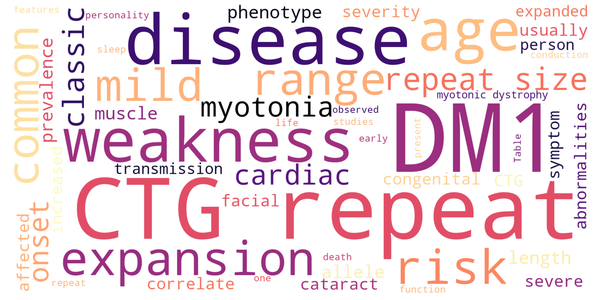 features
personality
phenotype
severity
expanded
disease
age
usually
person
sleep
conduction
common
prevalence
classic
mild
range
repeat size
myotonic dystrophy
muscle
myotonia
observed
life
studies
early
weakness
DM1
present
Table
symptom
abnormalities
transmission
cardiac
congenital
CTG
increased
onset
affected
CTG repeat
facial
expansion
risk
length
allele
death
repeat
correlate
one
cataract
function
severe